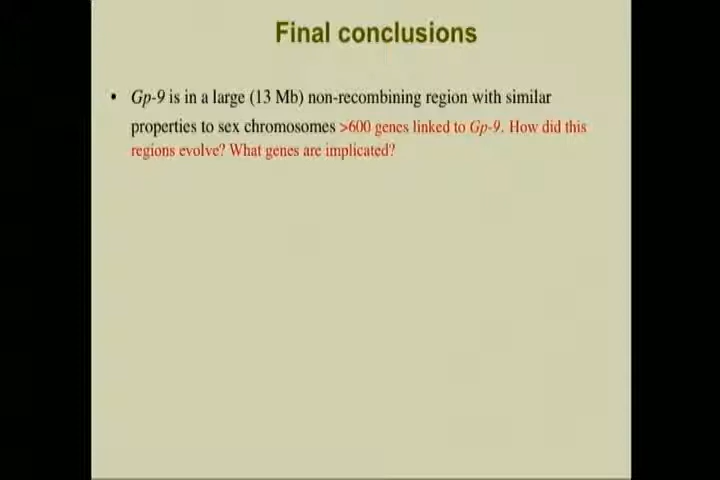 Final conclusions
• Gp-9 is in a large (13 Mb) non-recombining region with similar
properties to sex chromosomes >600 genes linked to Gp-9. How did this
regions evolve? What genes are implicated?